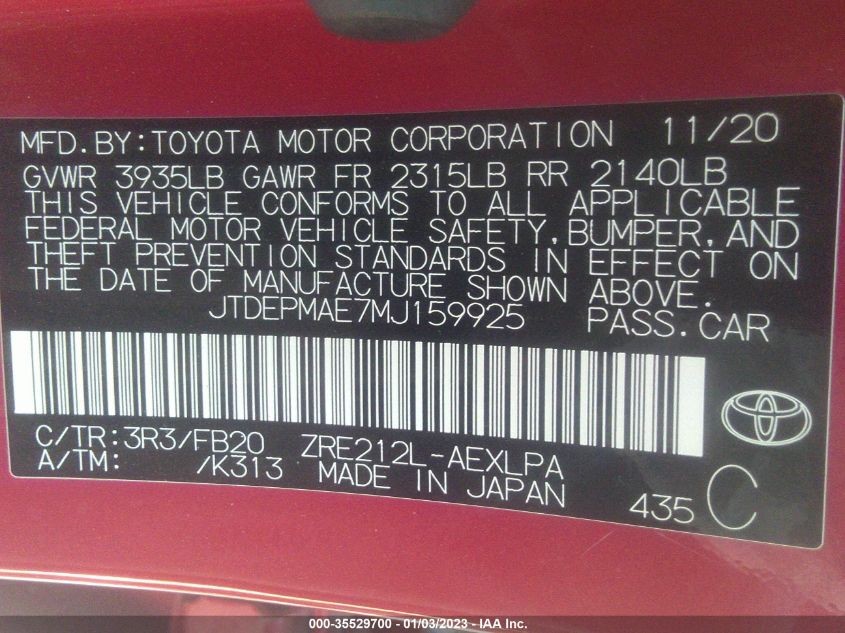 MFD.BY:TOYOTA MOTOR CORPORATION 11/20
GVWR 3935LB GAWR FR 2315LB RR 2140LB
THIS VEHICLE CONFORMS TO ALL APPLICABLE
FEDERAL MOTOR VEHICLE SAFETY,BUMPER,AND
THEFT PREVENTION STANDARDS IN EFFECT ON
THE DATE OF MANUFACTURE SHOWN ABOVE.
JTDEPMAE7MJ159925 PASS.CAR
C/TR:3R3/FB20 ZRE212L-AEXLPA
A/TM: /K313 MADE IN JAPAN
435 C
000-35529700 - 01/03/2023 - IAA Inc.